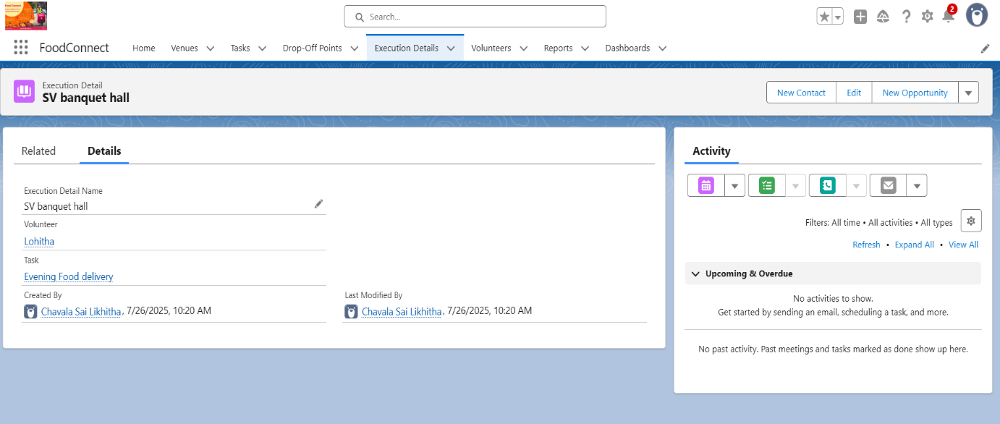 Food Connect
Search...
2
FoodConnect
Home
Venues
Tasks
Drop-Off Points
Execution Details
Volunteers
Reports
Dashboards
Execution Detail
SV banquet hall
New Contact
Edit
New Opportunity
Related
Details
Execution Detail Name
SV banquet hall
Volunteer
Lohitha
Task
Evening Food delivery
Created By
Chavala Sai Likhitha, 7/26/2025, 10:20 AM
Last Modified By
Chavala Sai Likhitha, 7/26/2025, 10:20 AM
Activity
Filters: All time • All activities • All types
Refresh • Expand All • View All
Upcoming & Overdue
No activities to show.
Get started by sending an email, scheduling a task, and more.
No past activity. Past meetings and tasks marked as done show up here.